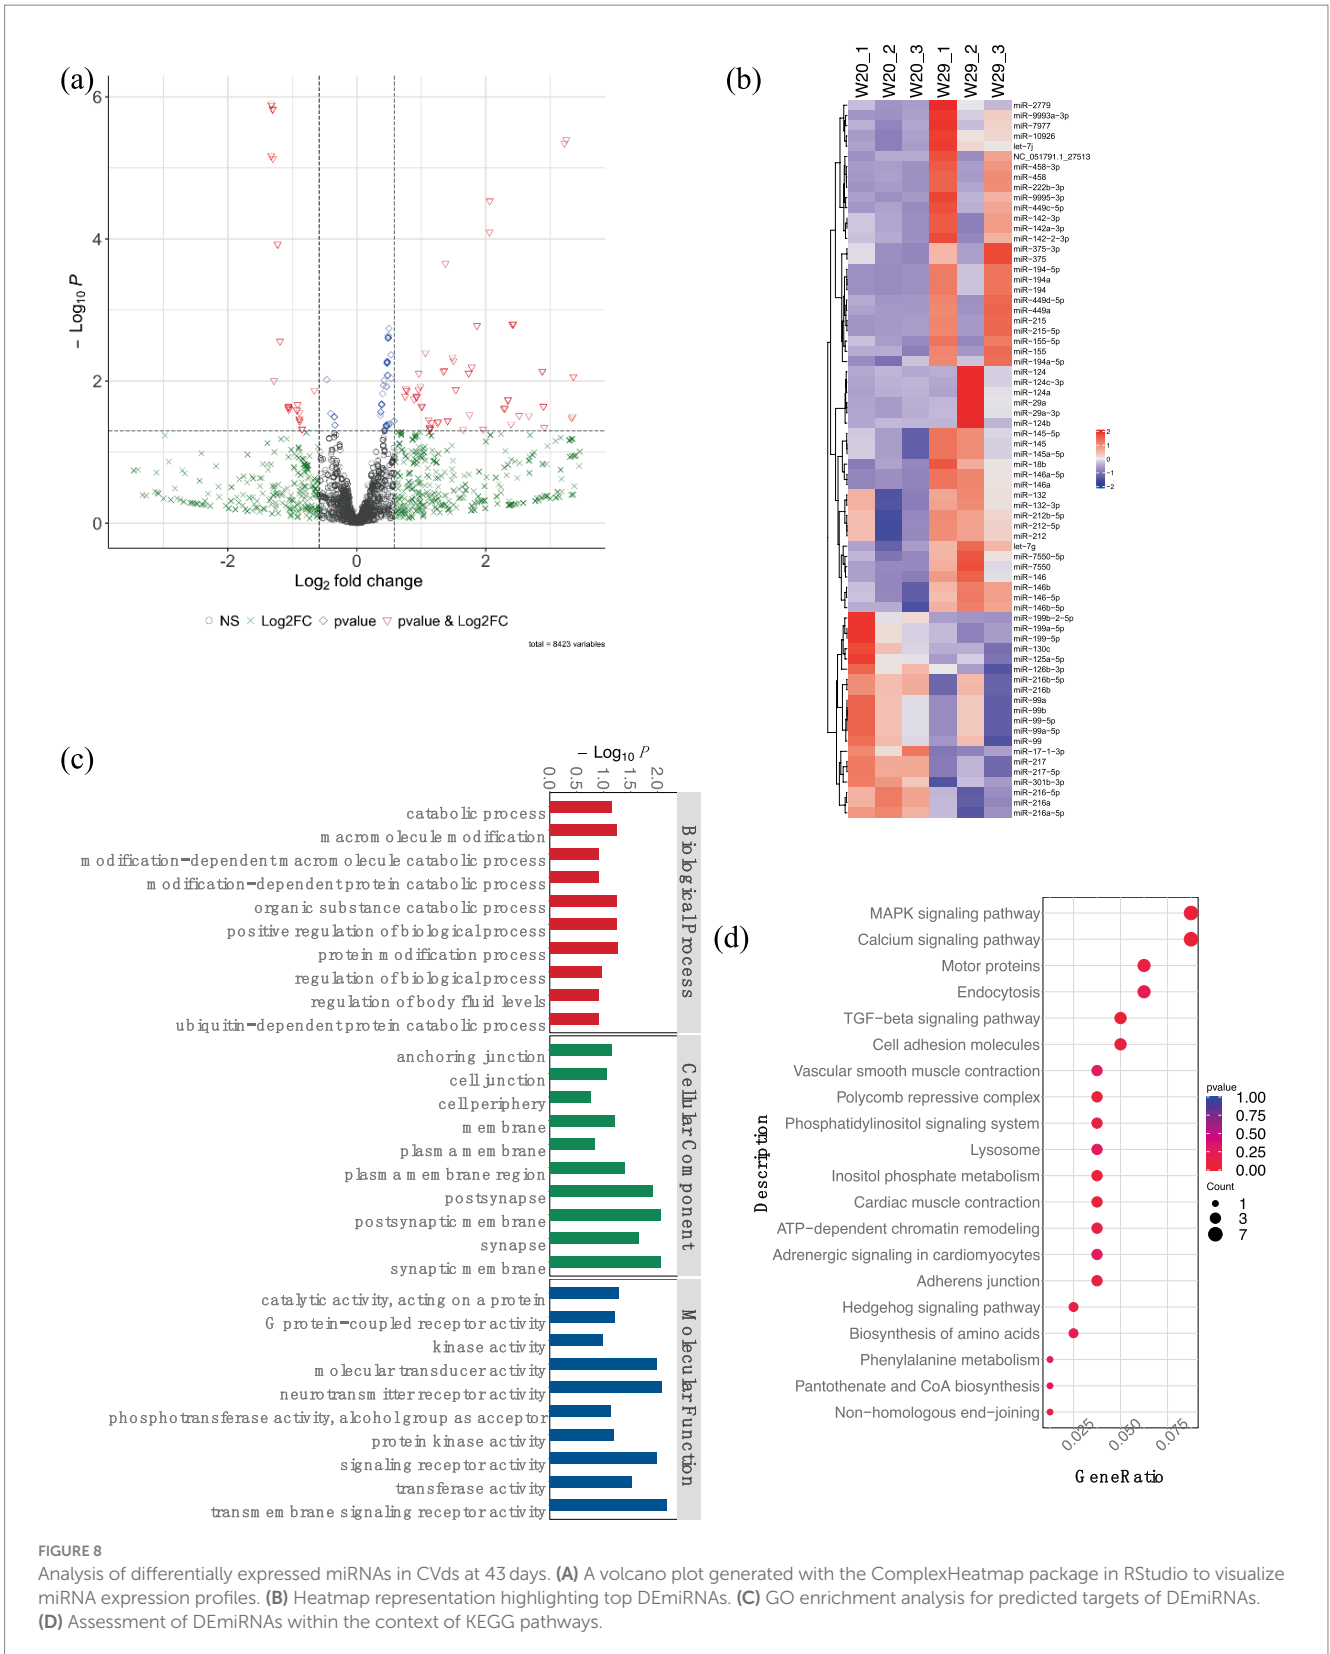 (a)
6
4
2
0
− Log10 P
-2
0
2
Log2 fold change
NS Log2FC pvalue pvalue & Log2FC
total = 8423 variables
(b)
W20_1
W20_2
W20_3
W29_1
W29_2
W29_3
miR−2779
miR−9993a−3p
miR−7977
miR−10926
let−7j
NC_051791.1_27513
miR−458−3p
miR−458
miR−222b−3p
miR−9995−3p
miR−449c−5p
miR−142−3p
miR−142a−3p
miR−142−2−3p
miR−375−3p
miR−375
miR−194−5p
miR−194a
miR−194
miR−449d−5p
miR−449a
miR−215
miR−215−5p
miR−155−5p
miR−155
miR−194a−5p
miR−124
miR−124c−3p
miR−124a
miR−29a
miR−29a−3p
miR−124b
miR−145−5p
miR−145
miR−145a−5p
miR−18b
miR−146a−5p
miR−146a
miR−132
miR−132−3p
miR−212b−5p
miR−212−5p
miR−212
let−7g
miR−7550−5p
miR−7550
miR−146
miR−146b
miR−146−5p
miR−146b−5p
miR−199b−2−5p
miR−199a−5p
miR−199−5p
miR−130c
miR−125a−5p
miR−126b−3p
miR−216b−5p
miR−216b
miR−99a
miR−99b
miR−99−5p
miR−99a−5p
miR−99
miR−17−1−3p
miR−217
miR−217−5p
miR−301b−3p
miR−216−5p
miR−216a
miR−216a−5p
2
1
0
−1
−2
(c)
− Log10 P
0.0
0.5
1.0
1.5
2.0
catabolic process
macromolecule modification
modification−dependent macromolecule catabolic process
modification−dependent protein catabolic process
organic substance catabolic process
positive regulation of biological process
protein modification process
regulation of biological process
regulation of body fluid levels
ubiquitin−dependent protein catabolic process
Biological Process
anchoring junction
cell junction
cell periphery
membrane
plasma membrane
plasma membrane region
postsynapse
postsynaptic membrane
synapse
synaptic membrane
Cellular Component
catalytic activity, acting on a protein
G protein−coupled receptor activity
kinase activity
molecular transducer activity
neurotransmitter receptor activity
phosphotransferase activity, alcohol group as acceptor
protein kinase activity
signaling receptor activity
transferase activity
transmembrane signaling receptor activity
Molecular Function
(d)
Description
MAPK signaling pathway
Calcium signaling pathway
Motor proteins
Endocytosis
TGF−beta signaling pathway
Cell adhesion molecules
Vascular smooth muscle contraction
Polycomb repressive complex
Phosphatidylinositol signaling system
Lysosome
Inositol phosphate metabolism
Cardiac muscle contraction
ATP−dependent chromatin remodeling
Adrenergic signaling in cardiomyocytes
Adherens junction
Hedgehog signaling pathway
Biosynthesis of amino acids
Phenylalanine metabolism
Pantothenate and CoA biosynthesis
Non−homologous end−joining
0.025
0.050
0.075
GeneRatio
pvalue
1.00
0.75
0.50
0.25
0.00
Count
1
3
7
FIGURE 8
Analysis of differentially expressed miRNAs in CVds at 43 days. (A) A volcano plot generated with the ComplexHeatmap package in RStudio to visualize
miRNA expression profiles. (B) Heatmap representation highlighting top DEmiRNAs. (C) GO enrichment analysis for predicted targets of DEmiRNAs.
(D) Assessment of DEmiRNAs within the context of KEGG pathways.